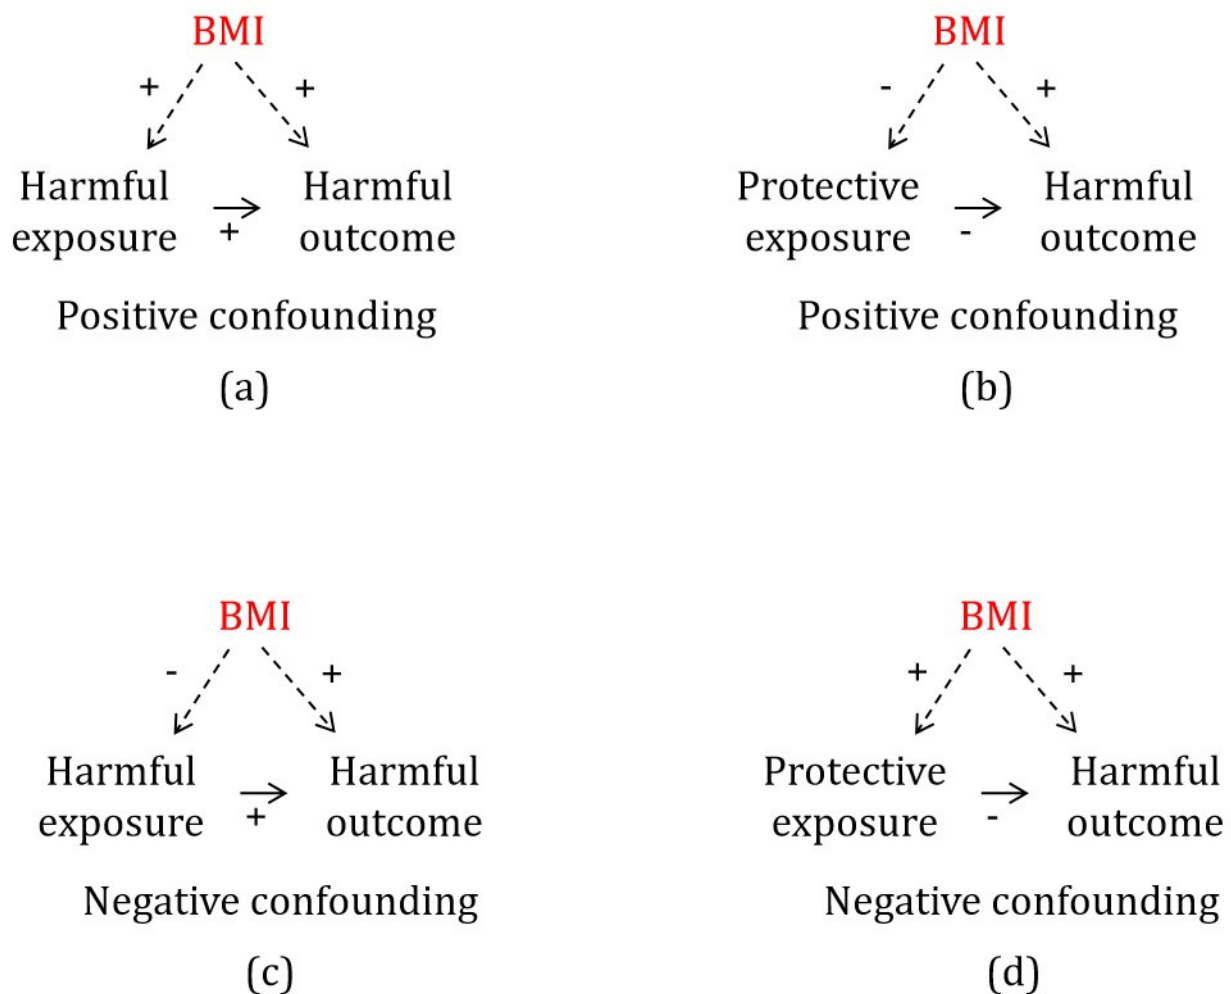 BMI
+ +
Harmful Harmful
exposure + outcome
Positive confounding
(a)
BMI
- +
Protective Harmful
exposure - outcome
Positive confounding
(b)
BMI
- +
Harmful Harmful
exposure + outcome
Negative confounding
(c)
BMI
+ +
Protective Harmful
exposure - outcome
Negative confounding
(d)